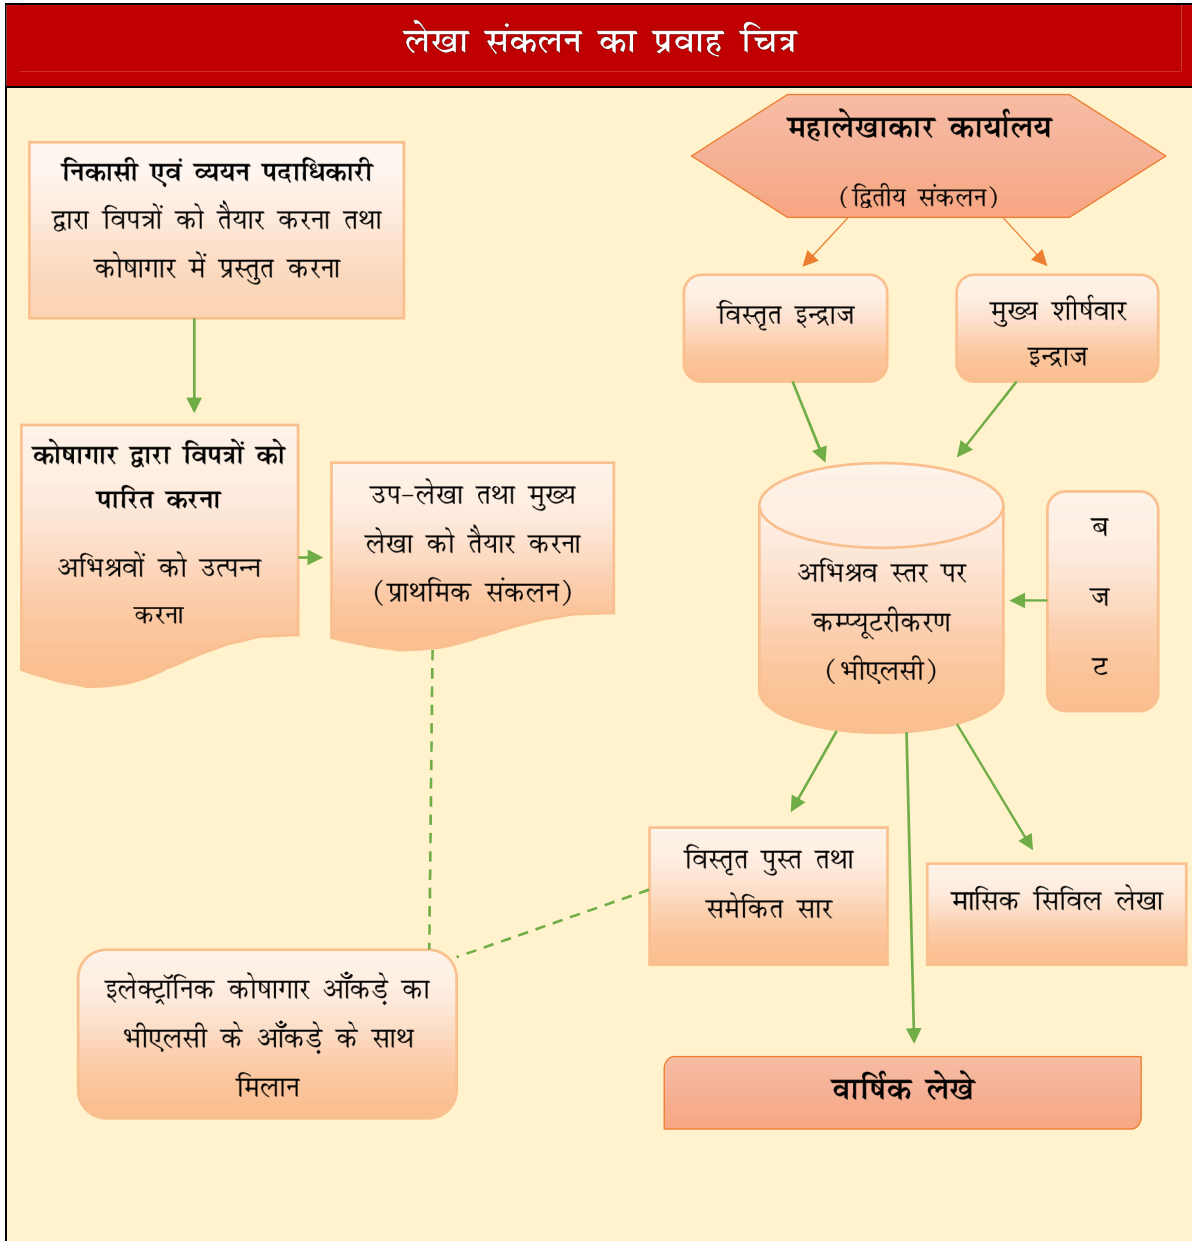 लेखा संकलन का प्रवाह चित्र
निकासी एवं व्ययन पदाधिकारी
द्वारा विपत्रों को तैयार करना तथा
कोषागार में प्रस्तुत करना
कोषागार द्वारा विपत्रों को
पारित करना
अभिश्रवों को उत्पन्न
करना
उप-लेखा तथा मुख्य
लेखा को तैयार करना
(प्राथमिक संकलन)
महालेखाकार कार्यालय
(द्वितीय संकलन)
विस्तृत इन्द्राज
मुख्य शीर्षवार
इन्द्राज
अभिश्रव स्तर पर
कम्प्यूटरीकरण
(भीएलसी)
ब
ज
ट
विस्तृत पुस्त तथा
समेकित सार
मासिक सिविल लेखा
इलेक्ट्रॉनिक कोषागार आँकड़े का
भीएलसी के आँकड़े के साथ
मिलान
वार्षिक लेखे